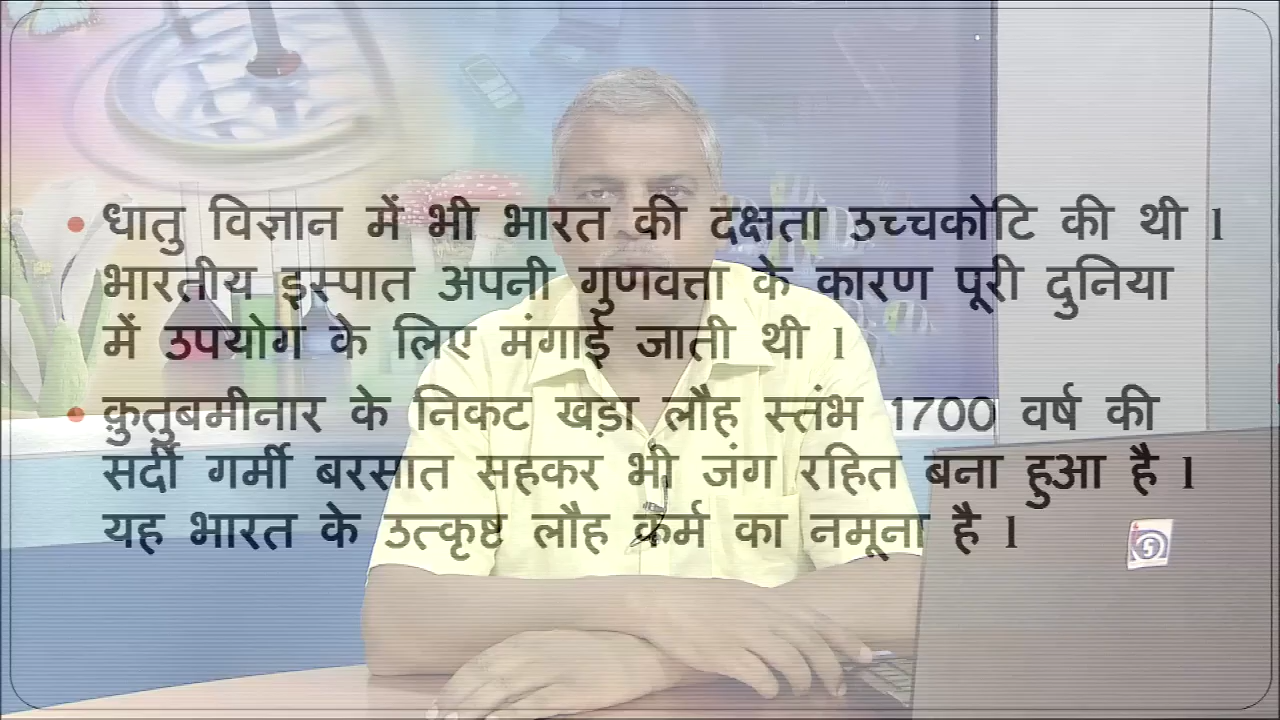 • धातु विज्ञान में भी भारत की दक्षता उच्चकोटि की थी l
भारतीय इस्पात अपनी गुणवत्ता के कारण पूरी दुनिया
में उपयोग के लिए मंगाई जाती थी l
• क़ुतुबमीनार के निकट खड़ा लौह स्तंभ 1700 वर्ष की
सर्दी गर्मी बरसात सहकर भी जंग रहित बना हुआ है l
यह भारत के उत्कृष्ट लौह कर्म का नमूना है l